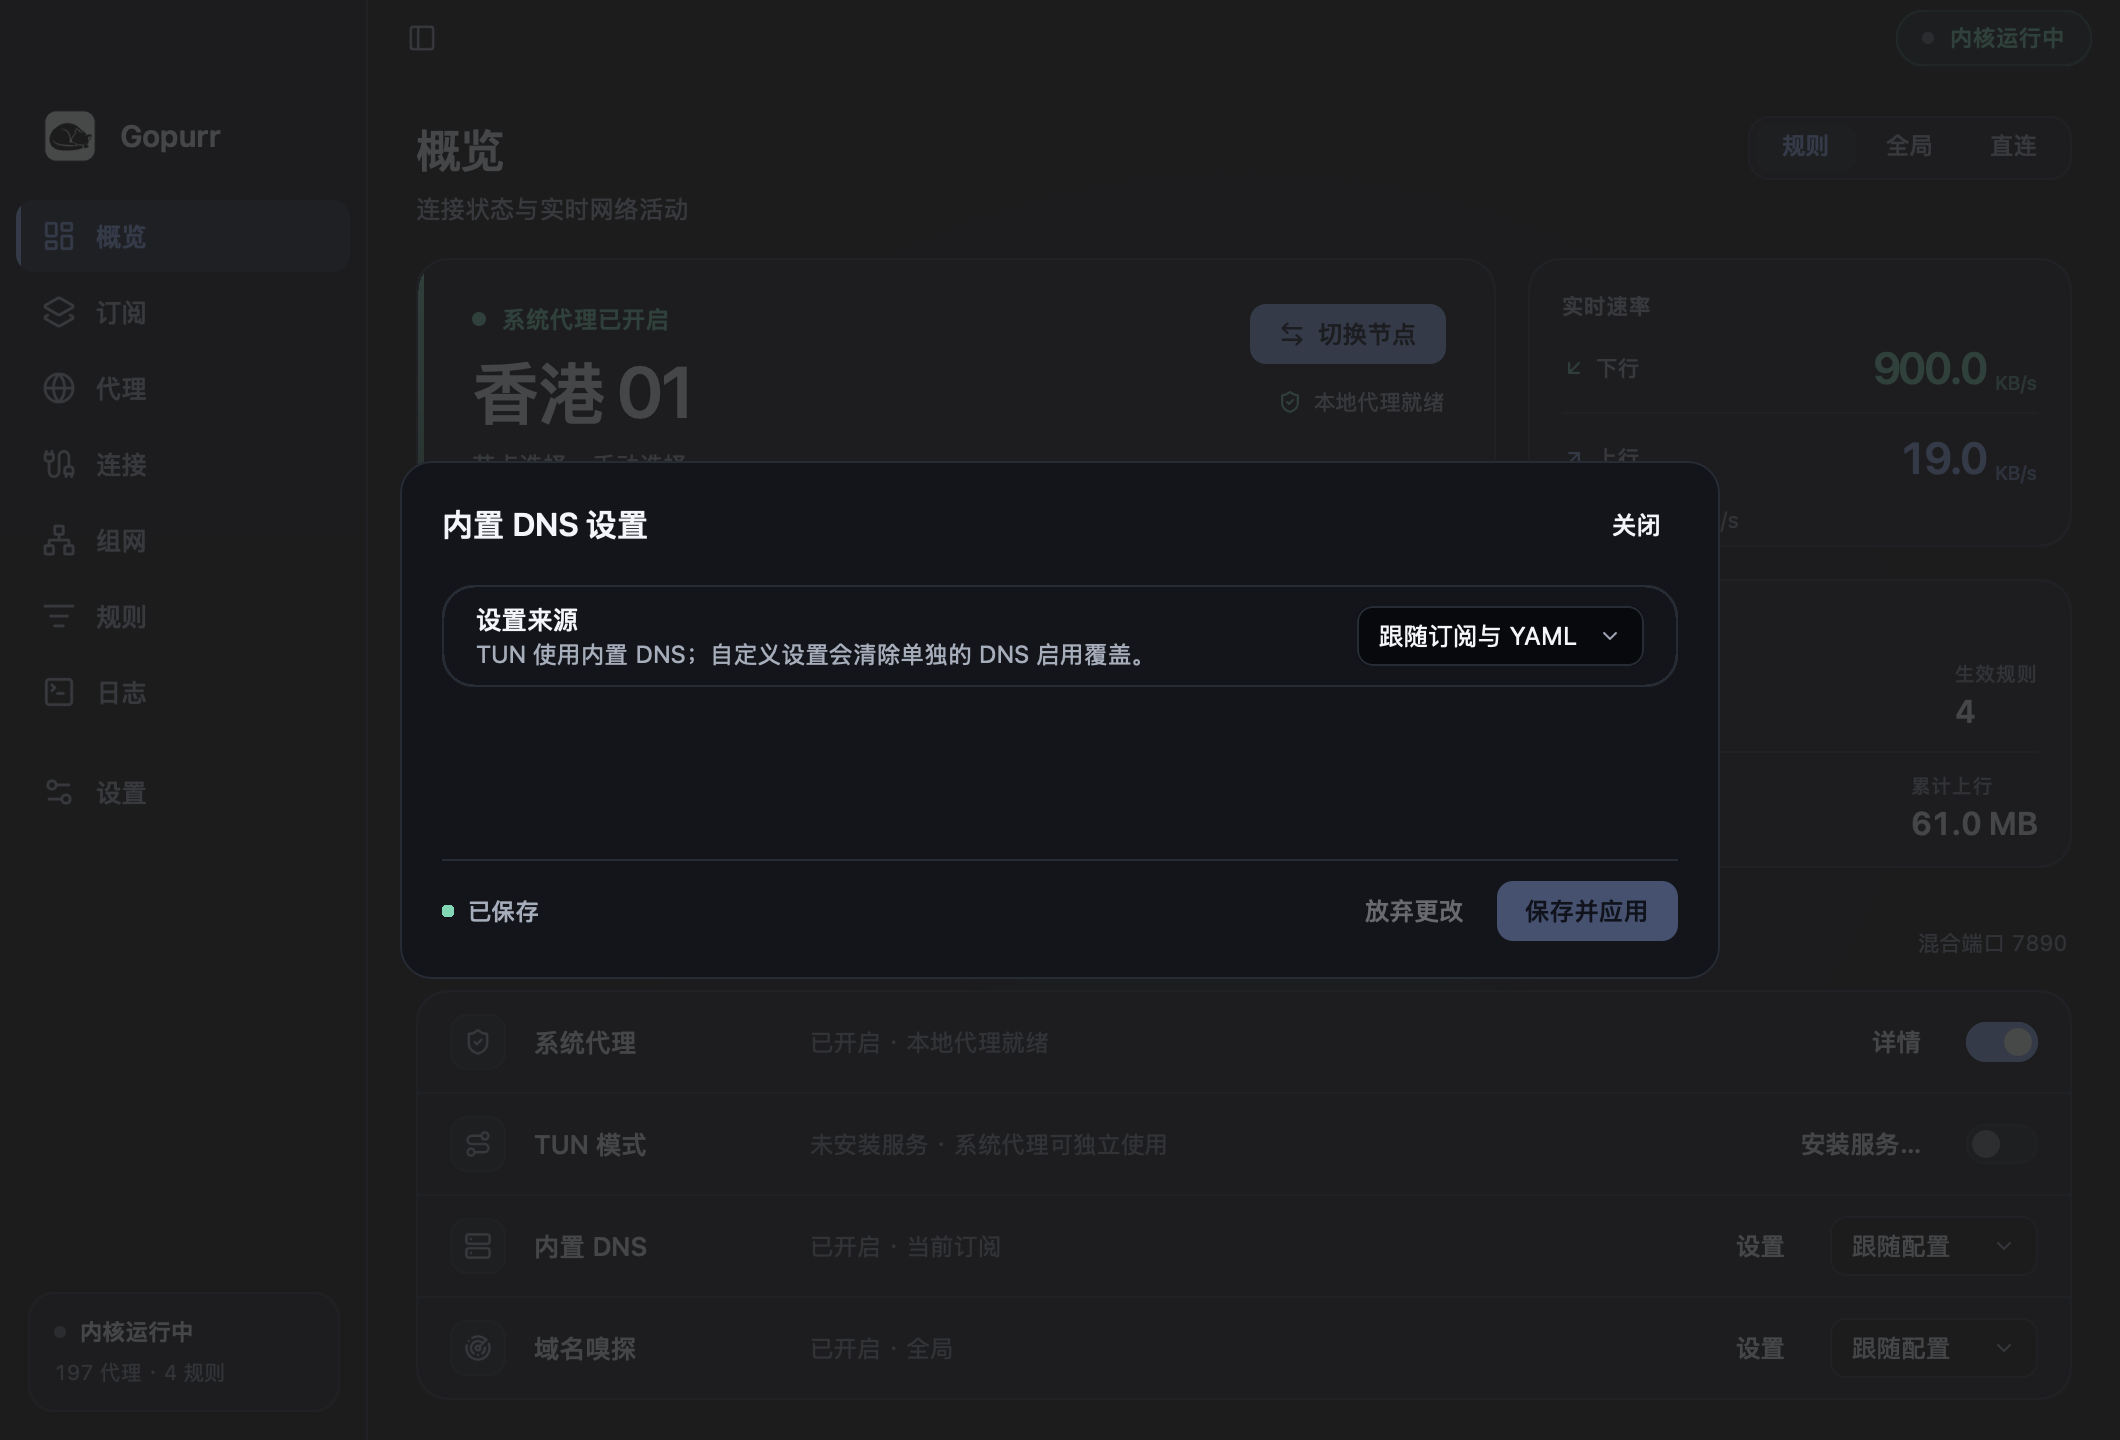 内核运行中
Gopurr
概览
订阅
代理
连接
组网
规则
日志
设置
内核运行中
197 代理 · 4 规则
概览
连接状态与实时网络活动
规则
全局
直连
系统代理已开启
香港 01
切换节点
本地代理就绪
实时速率
下行
900.0 KB/s
上行
19.0 KB/s
/s
内置 DNS 设置
关闭
设置来源
TUN 使用内置 DNS；自定义设置会清除单独的 DNS 启用覆盖。
跟随订阅与 YAML
已保存
放弃更改
保存并应用
生效规则
4
累计上行
61.0 MB
混合端口 7890
系统代理
已开启 · 本地代理就绪
详情
TUN 模式
未安装服务 · 系统代理可独立使用
安装服务...
内置 DNS
已开启 · 当前订阅
设置
跟随配置
域名嗅探
已开启 · 全局
设置
跟随配置